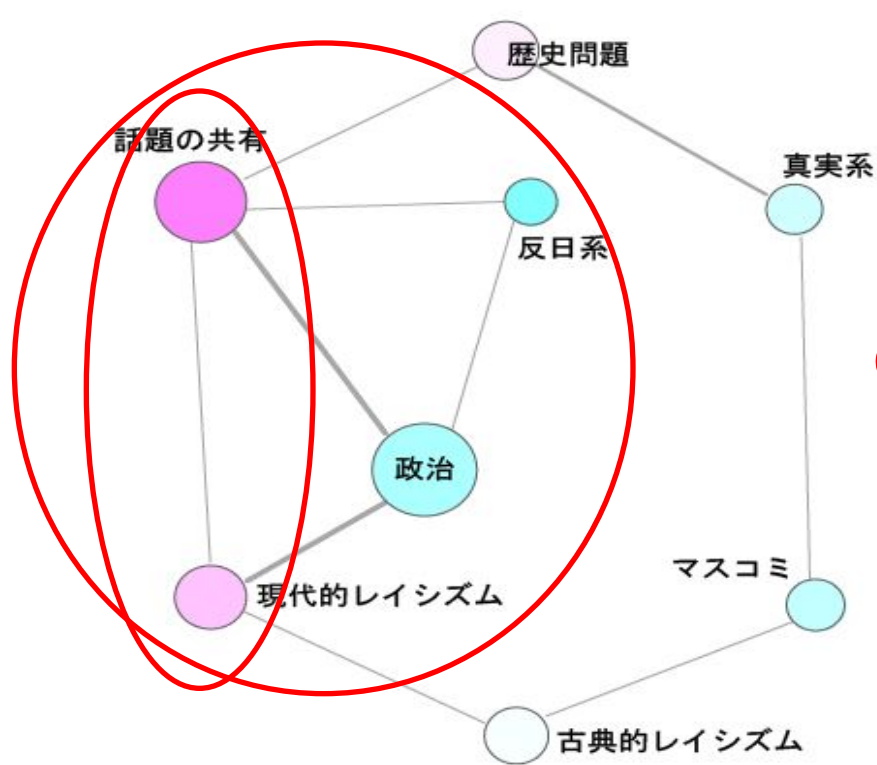 歴史問題
話題の共有
真実系
反日系
政治
マスコミ
現代的レイシズム
古典的レイシズム